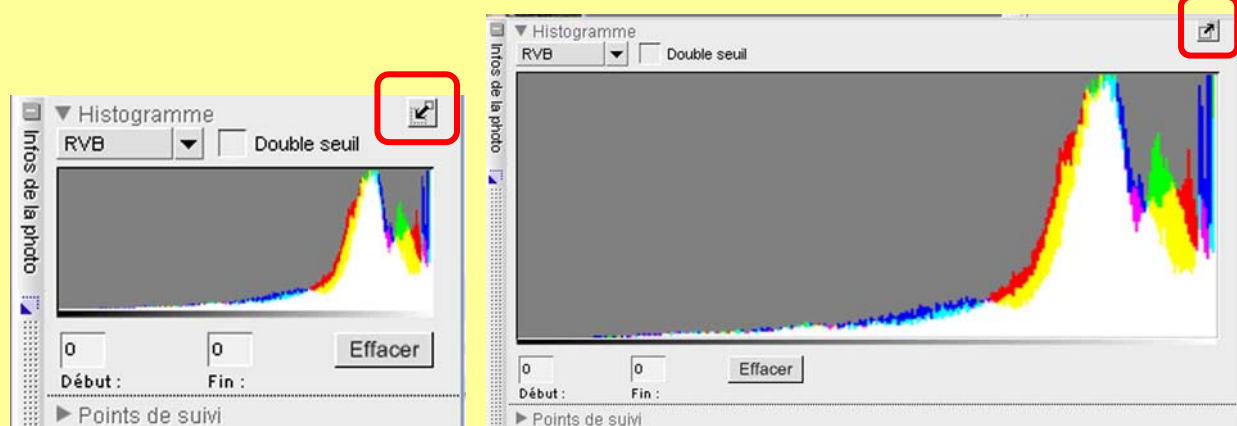 Histogramme
RVB
Double seuil
Infos de la photo
0
0
Effacer
Début :
Fin :
Points de suivi
Histogramme
RVB
Double seuil
Infos de la photo
0
0
Effacer
Début :
Fin :
Points de suivi